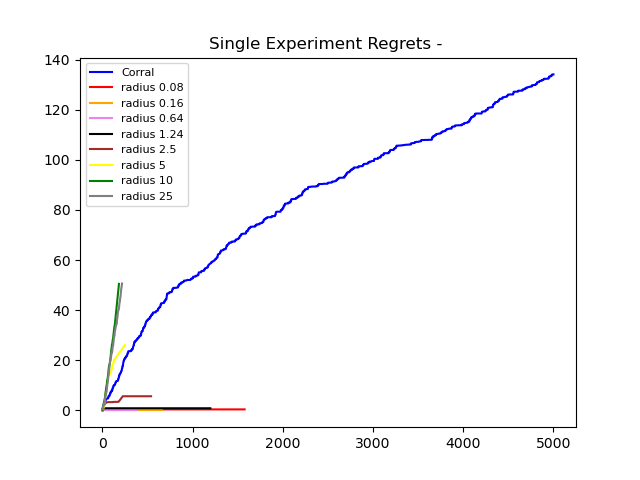 Single Experiment Regrets -
140
120
100
80
60
40
20
0
Corral
radius 0.08
radius 0.16
radius 0.64
radius 1.24
radius 2.5
radius 5
radius 10
radius 25
0 1000 2000 3000 4000 5000